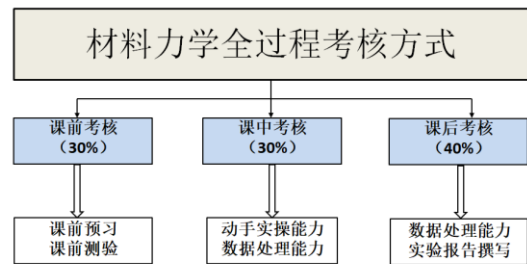 材料力学全过程考核方式
课前考核
（30%）
课中考核
（30%）
课后考核
（40%）
课前预习
课前测验
动手实操能力
数据处理能力
数据处理能力
实验报告撰写